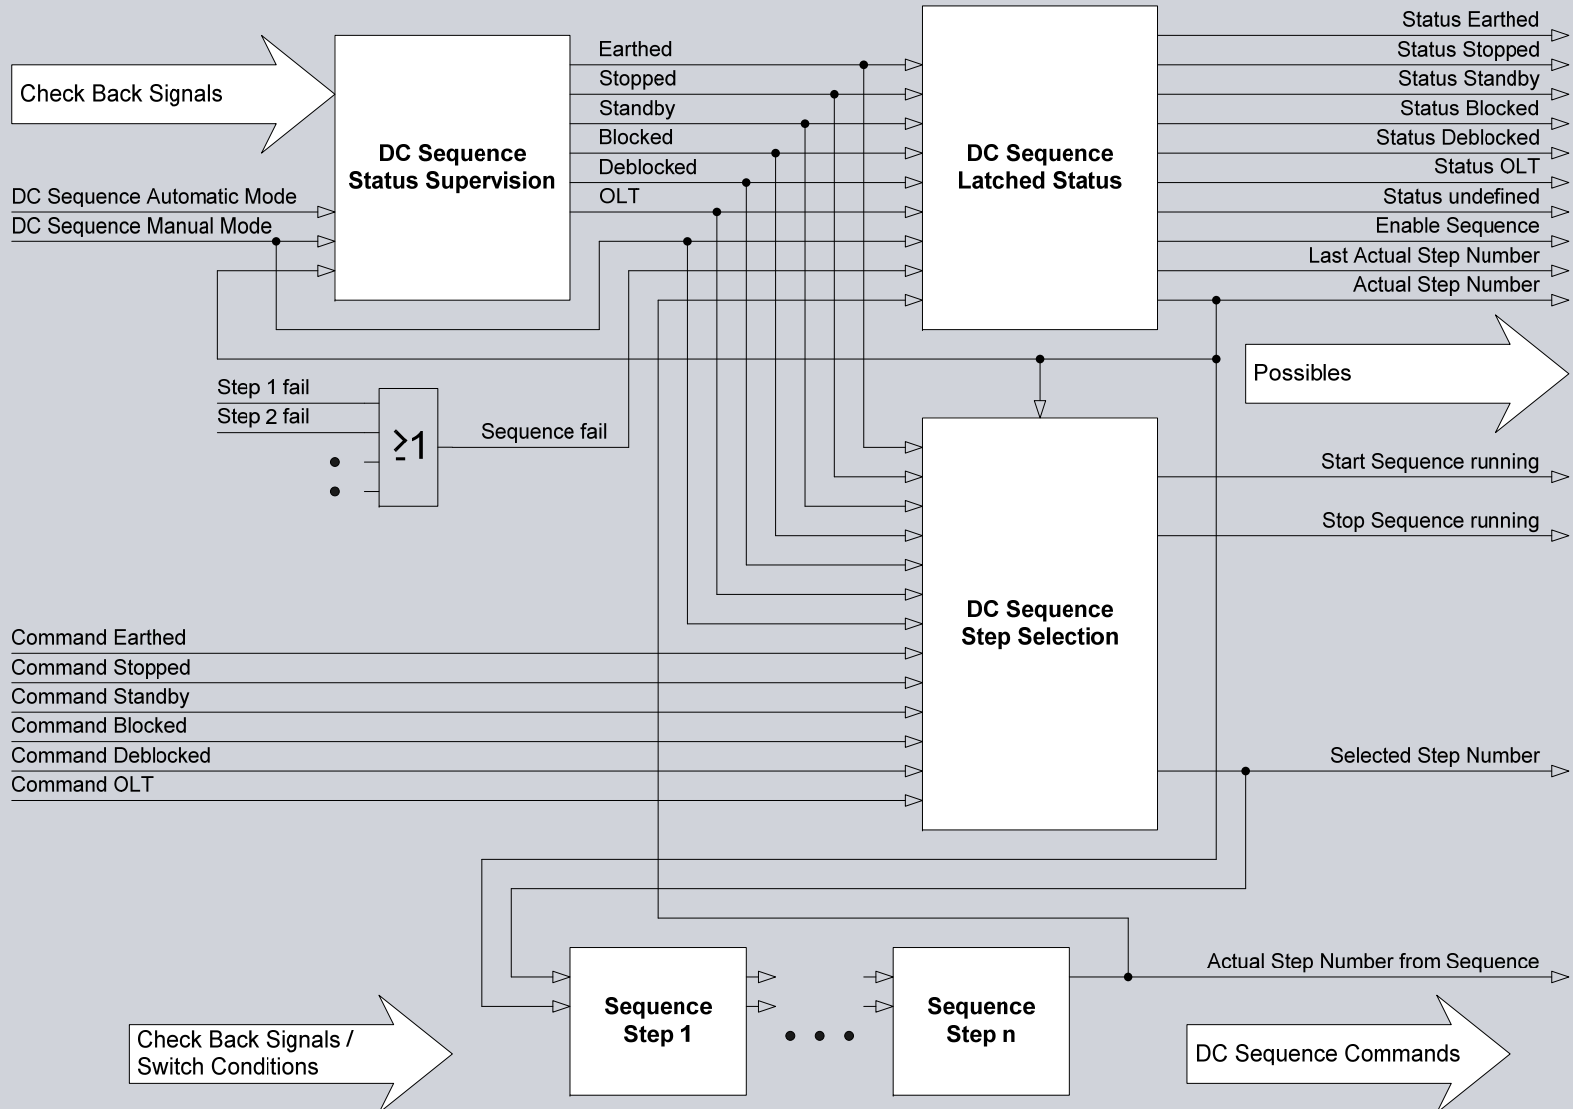 Check Back Signals
DC Sequence Automatic Mode
DC Sequence Manual Mode
DC Sequence
Status Supervision
Earthed
Stopped
Standby
Blocked
Deblocked
OLT
DC Sequence
Latched Status
Status Earthed
Status Stopped
Status Standby
Status Blocked
Status Deblocked
Status OLT
Status undefined
Enable Sequence
Last Actual Step Number
Actual Step Number
Possibles
Step 1 fail
Step 2 fail
≥1
Sequence fail
Start Sequence running
Stop Sequence running
DC Sequence
Step Selection
Command Earthed
Command Stopped
Command Standby
Command Blocked
Command Deblocked
Command OLT
Selected Step Number
Actual Step Number from Sequence
Sequence
Step 1
Sequence
Step n
Check Back Signals /
Switch Conditions
DC Sequence Commands